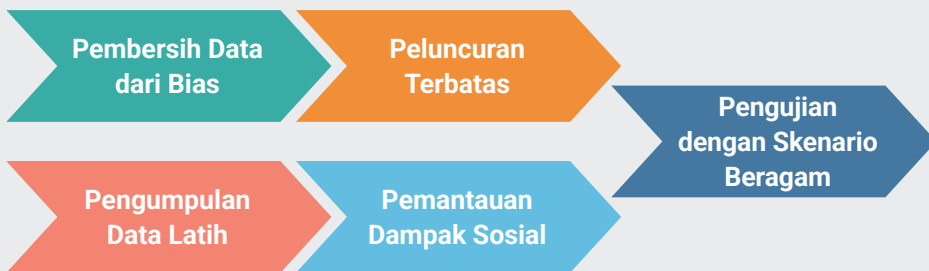 Pembersih Data
dari Bias
Peluncuran
Terbatas
Pengujian
dengan Skenario
Beragam
Pengumpulan
Data Latih
Pemantauan
Dampak Sosial